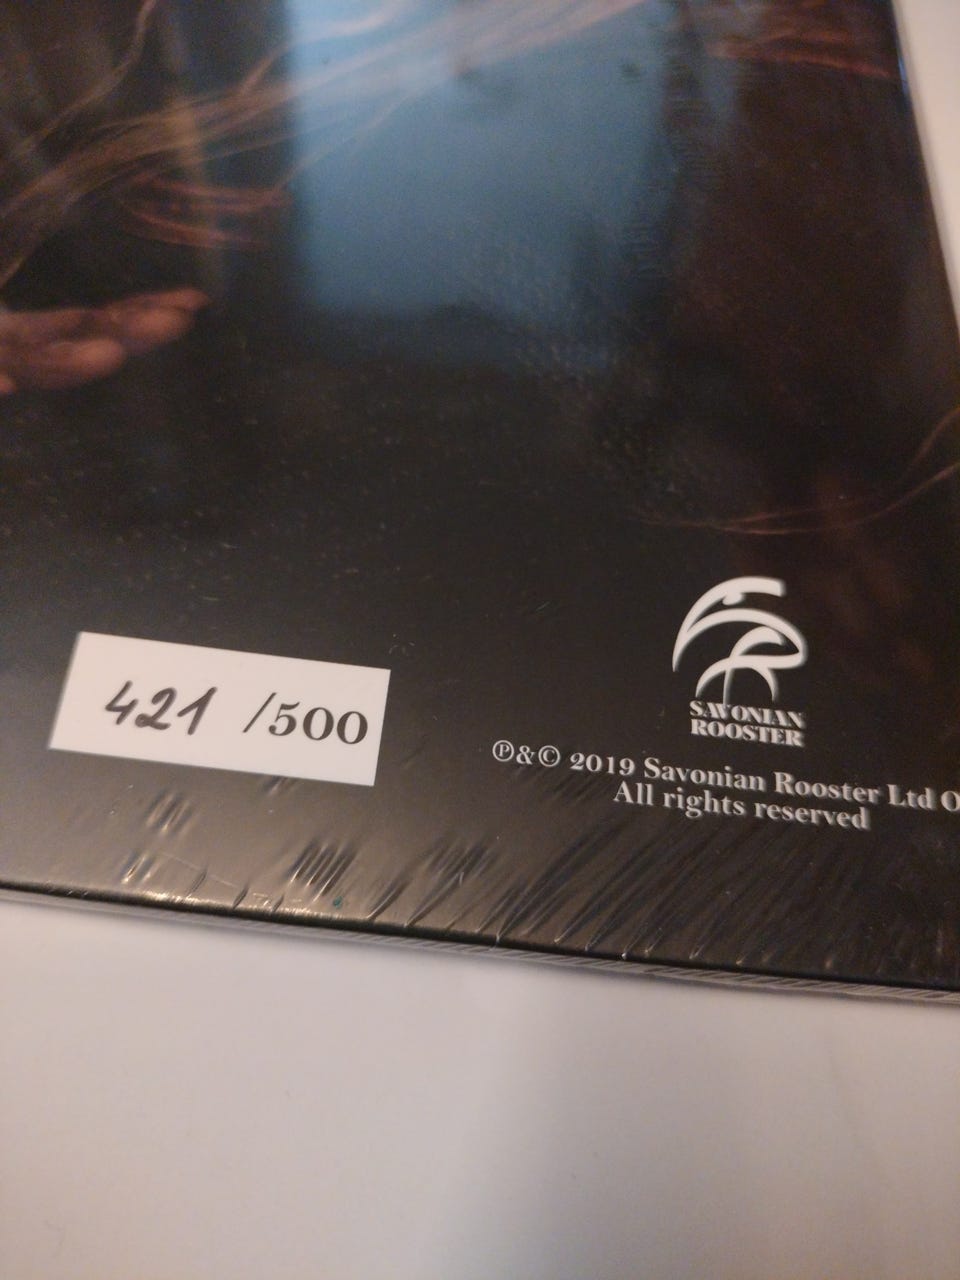 421 /500
SAVONIAN
ROOSTER
℗&© 2019 Savonian Rooster Ltd
All rights reserved